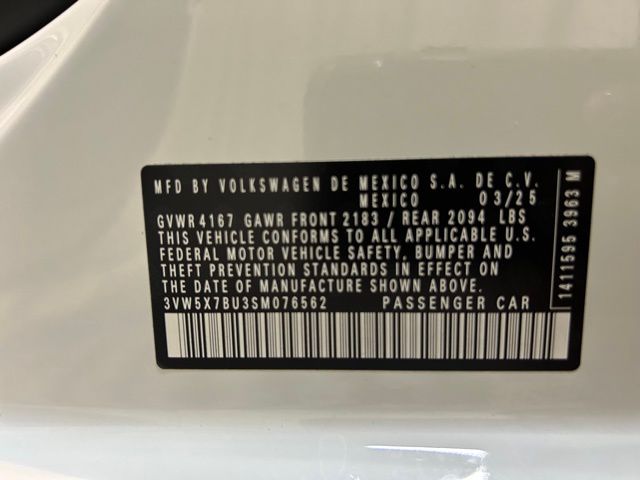 MFD BY VOLKSWAGEN DE MEXICO S.A. DE C.V.
MEXICO 03/25
GVWR 4167 GAWR FRONT 2183 / REAR 2094 LBS
THIS VEHICLE CONFORMS TO ALL APPLICABLE U.S.
FEDERAL MOTOR VEHICLE SAFETY, BUMPER AND
THEFT PREVENTION STANDARDS IN EFFECT ON
THE DATE OF MANUFACTURE SHOWN ABOVE.
3VW5X7BU3SM076562 PASSENGER CAR
1411595 3963 M